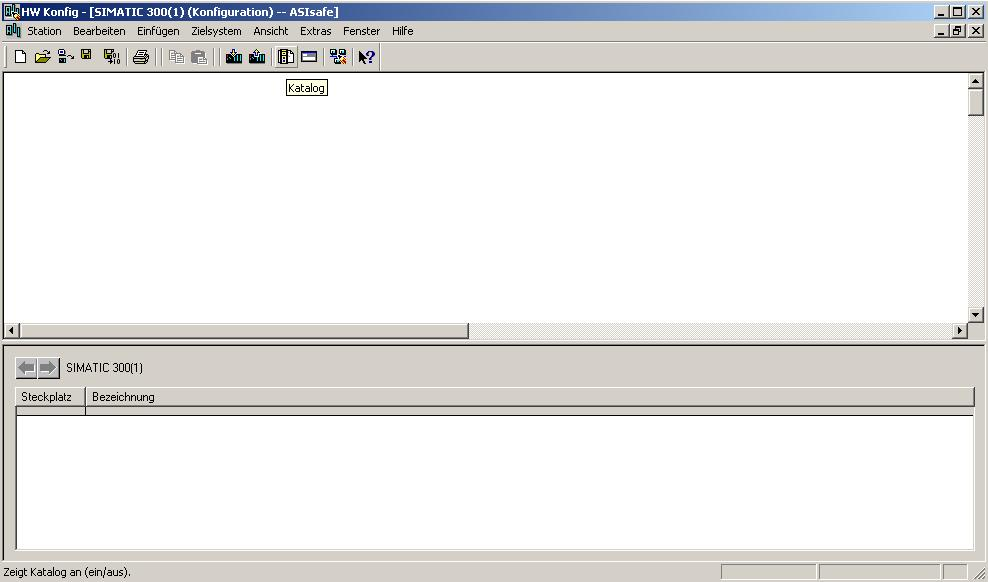 HW Konfig - [SIMATIC 300(1) (Konfiguration) -- ASIsafe]
Station Bearbeiten Einfügen Zielsystem Ansicht Extras Fenster Hilfe
Katalog
SIMATIC 300(1)
Steckplatz Bezeichnung
Zeigt Katalog an (ein/aus).